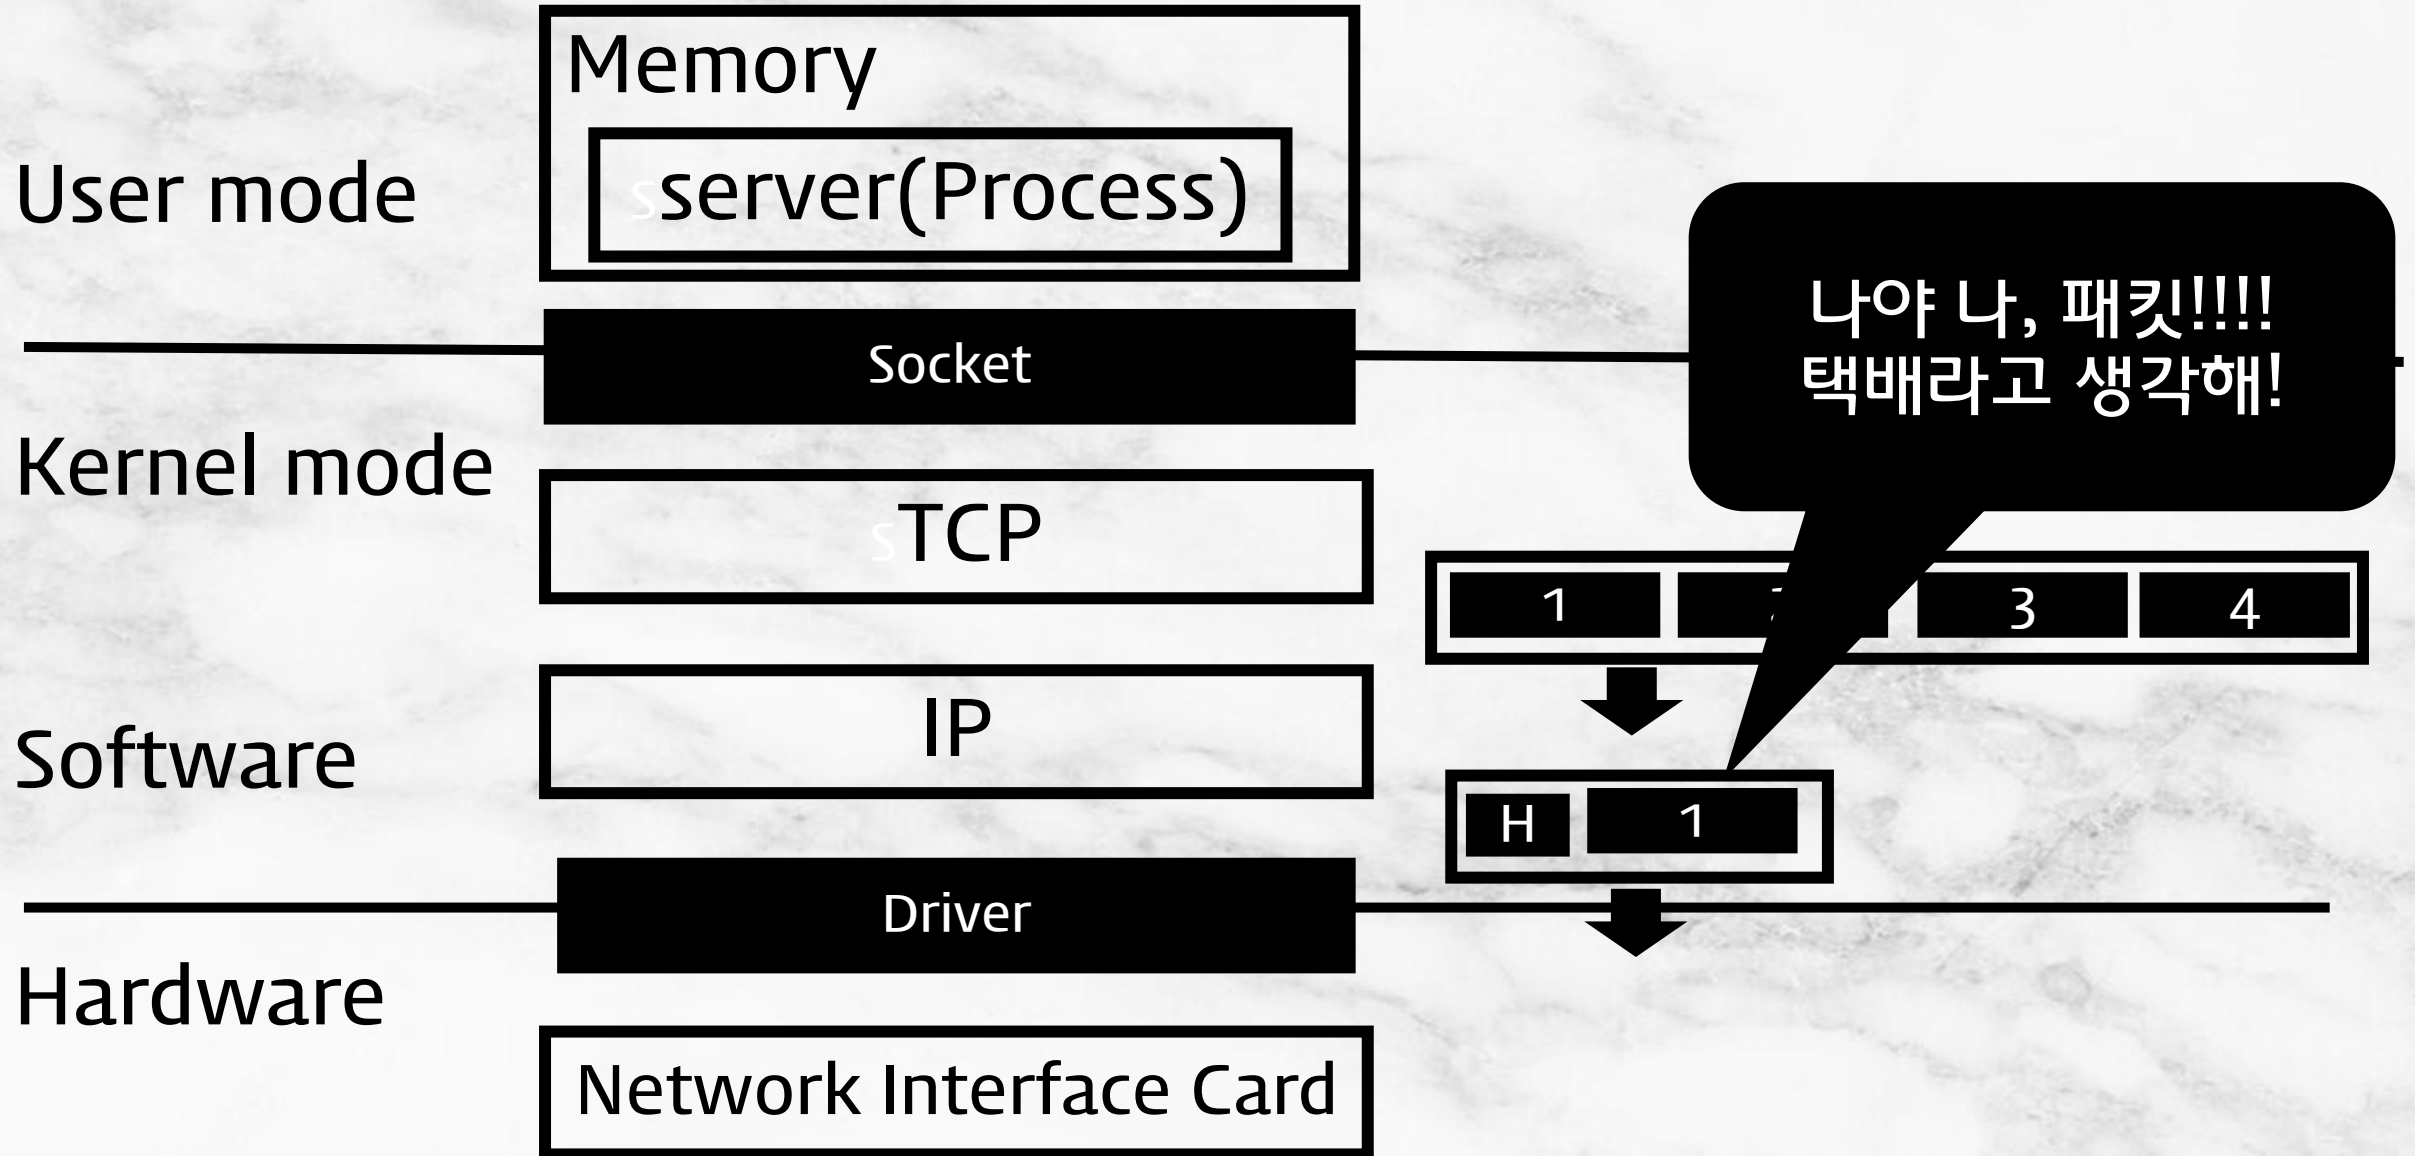 Memory
server(Process)
User mode
나야 나, 패킷!!!!
택배라고 생각해!
Socket
Kernel mode
TCP
1
3
4
IP
Software
H
1
Driver
Hardware
Network Interface Card